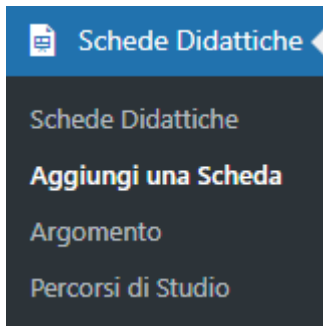 Schede Didattiche
Schede Didattiche
Aggiungi una Scheda
Argomento
Percorsi di Studio